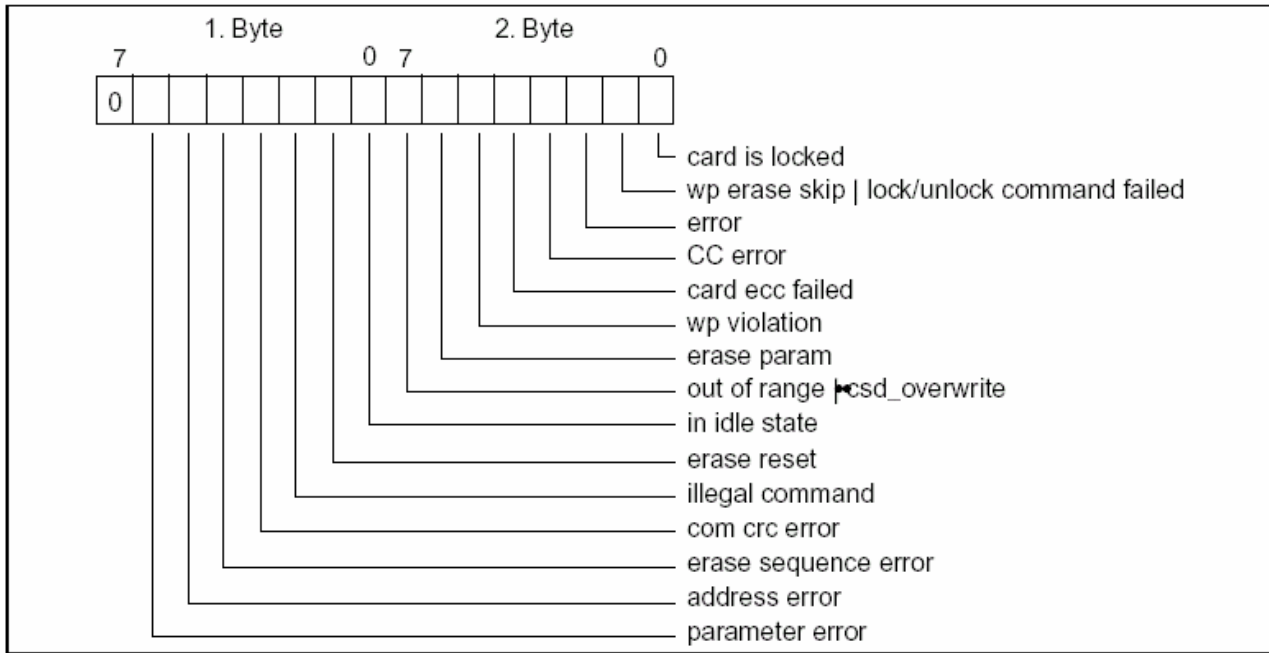 1. Byte 2. Byte
7 0 7 0
0
card is locked
wp erase skip | lock/unlock command failed
error
CC error
card ecc failed
wp violation
erase param
out of range | csd_overwrite
in idle state
erase reset
illegal command
com crc error
erase sequence error
address error
parameter error